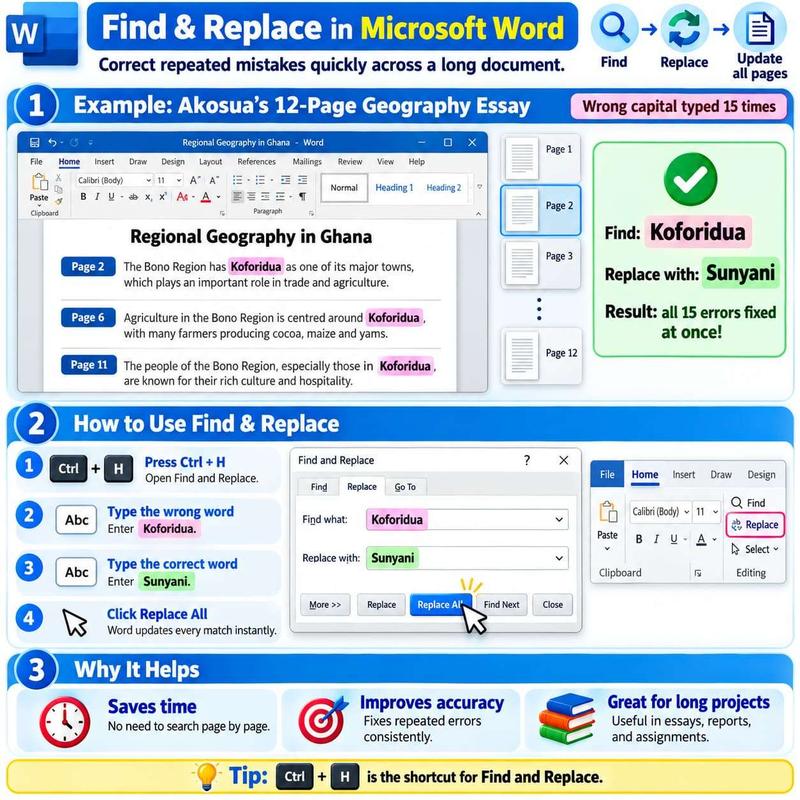 W
Find & Replace in Microsoft Word
Correct repeated mistakes quickly across a long document.
Find
Replace
Update
all pages
1
Example: Akosua's 12-Page Geography Essay
Wrong capital typed 15 times
Regional Geography in Ghana - Word
File Home Insert Draw Design Layout References Mailings Review View Help
Paste
Clipboard
Calibri (Body) 11 A A
B I U ab x x A A
Paragraph
Normal
Heading 1
Heading 2
Regional Geography in Ghana
Page 2
The Bono Region has Koforidua as one of its major towns,
which plays an important role in trade and agriculture.
Page 6
Agriculture in the Bono Region is centred around Koforidua,
with many farmers producing cocoa, maize and yams.
Page 11
The people of the Bono Region, especially those in Koforidua,
are known for their rich culture and hospitality.
Page 1
Page 2
Page 3
Page 12
Find: Koforidua
Replace with: Sunyani
Result: all 15 errors fixed
at once!
2
How to Use Find & Replace
1
Ctrl + H
Press Ctrl + H
Open Find and Replace.
2
Abc
Type the wrong word
Enter Koforidua.
3
Abc
Type the correct word
Enter Sunyani.
4
Click Replace All
Word updates every match instantly.
Find and Replace ?
Find Replace Go To
Find what: Koforidua
Replace with: Sunyani
More >> Replace Replace All Find Next Close
File Home Insert Draw Design
Paste
Clipboard
Calibri (Body) 11
B I U A
Find
Replace
Select
Editing
3
Why It Helps
Saves time
No need to search page by page.
Improves accuracy
Fixes repeated errors
consistently.
Great for long projects
Useful in essays, reports,
and assignments.
Tip: Ctrl + H is the shortcut for Find and Replace.